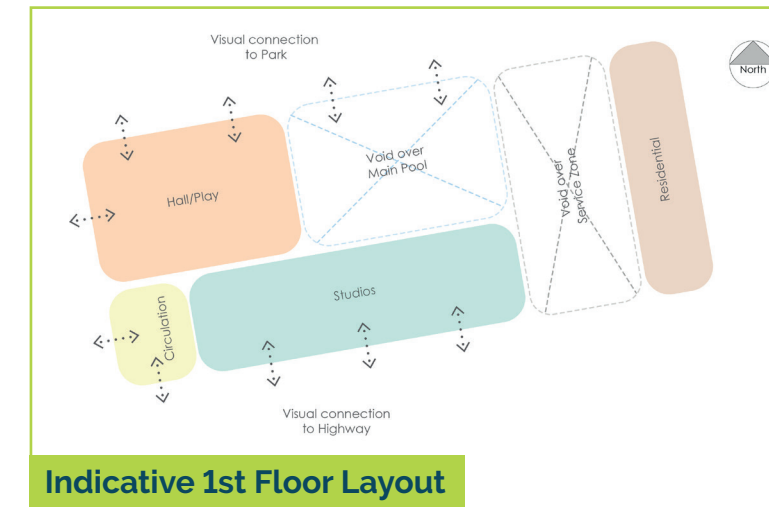 Visual connection
to Park
North
Void over
Main Pool
Void over
Service Zone
Residential
Hall/Play
Studios
Circulation
Visual connection
to Highway
Indicative 1st Floor Layout